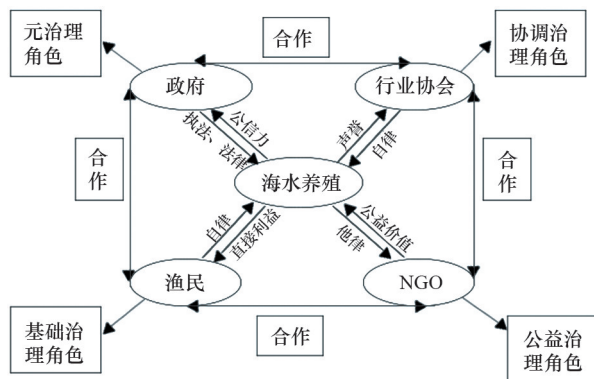 元治理
角色
合作
协调治
理角色
政府
行业协会
公信力
执法、法律
声誉
自律
合
作
海水养殖
合
作
自律
直接利益
公益价值
他律
渔民
NGO
基础治
理角色
合作
公益治
理角色